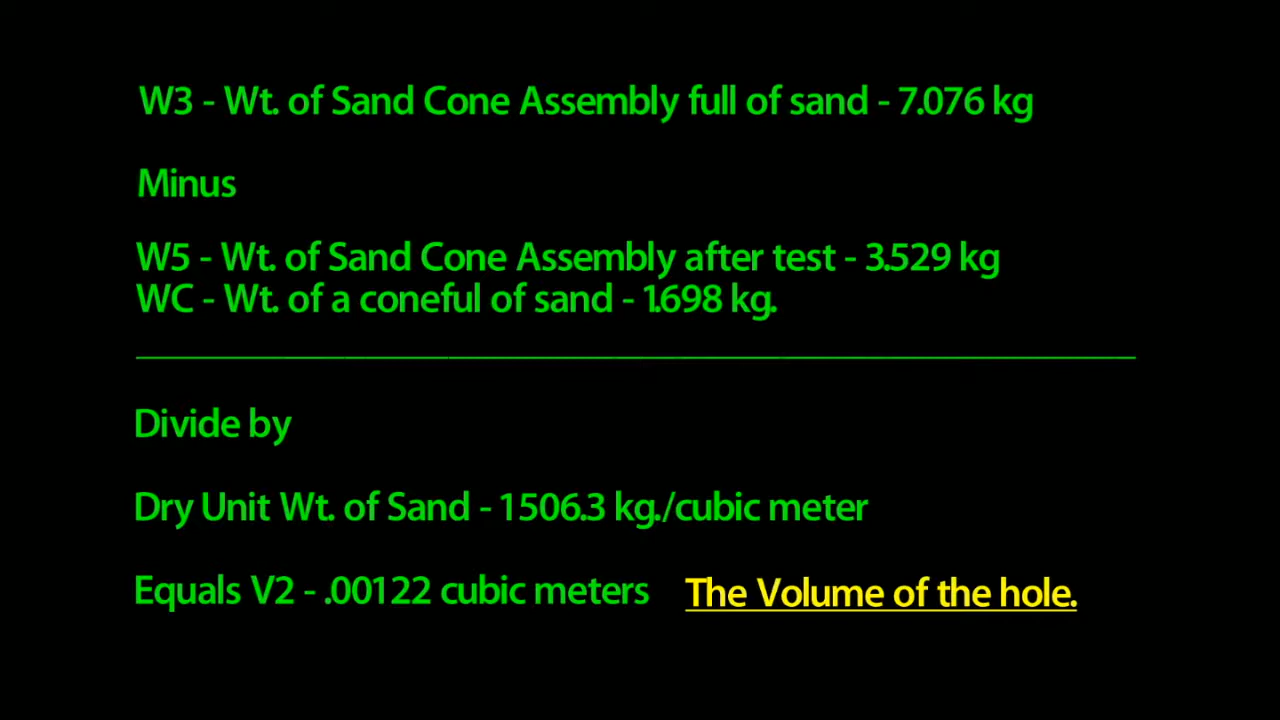 W3 - Wt. of Sand Cone Assembly full of sand - 7.076 kg
Minus
W5 - Wt. of Sand Cone Assembly after test - 3.529 kg
WC - Wt. of a coneful of sand - 1.698 kg.
Divide by
Dry Unit Wt. of Sand - 1506.3 kg./cubic meter
Equals V2 - .00122 cubic meters The Volume of the hole.